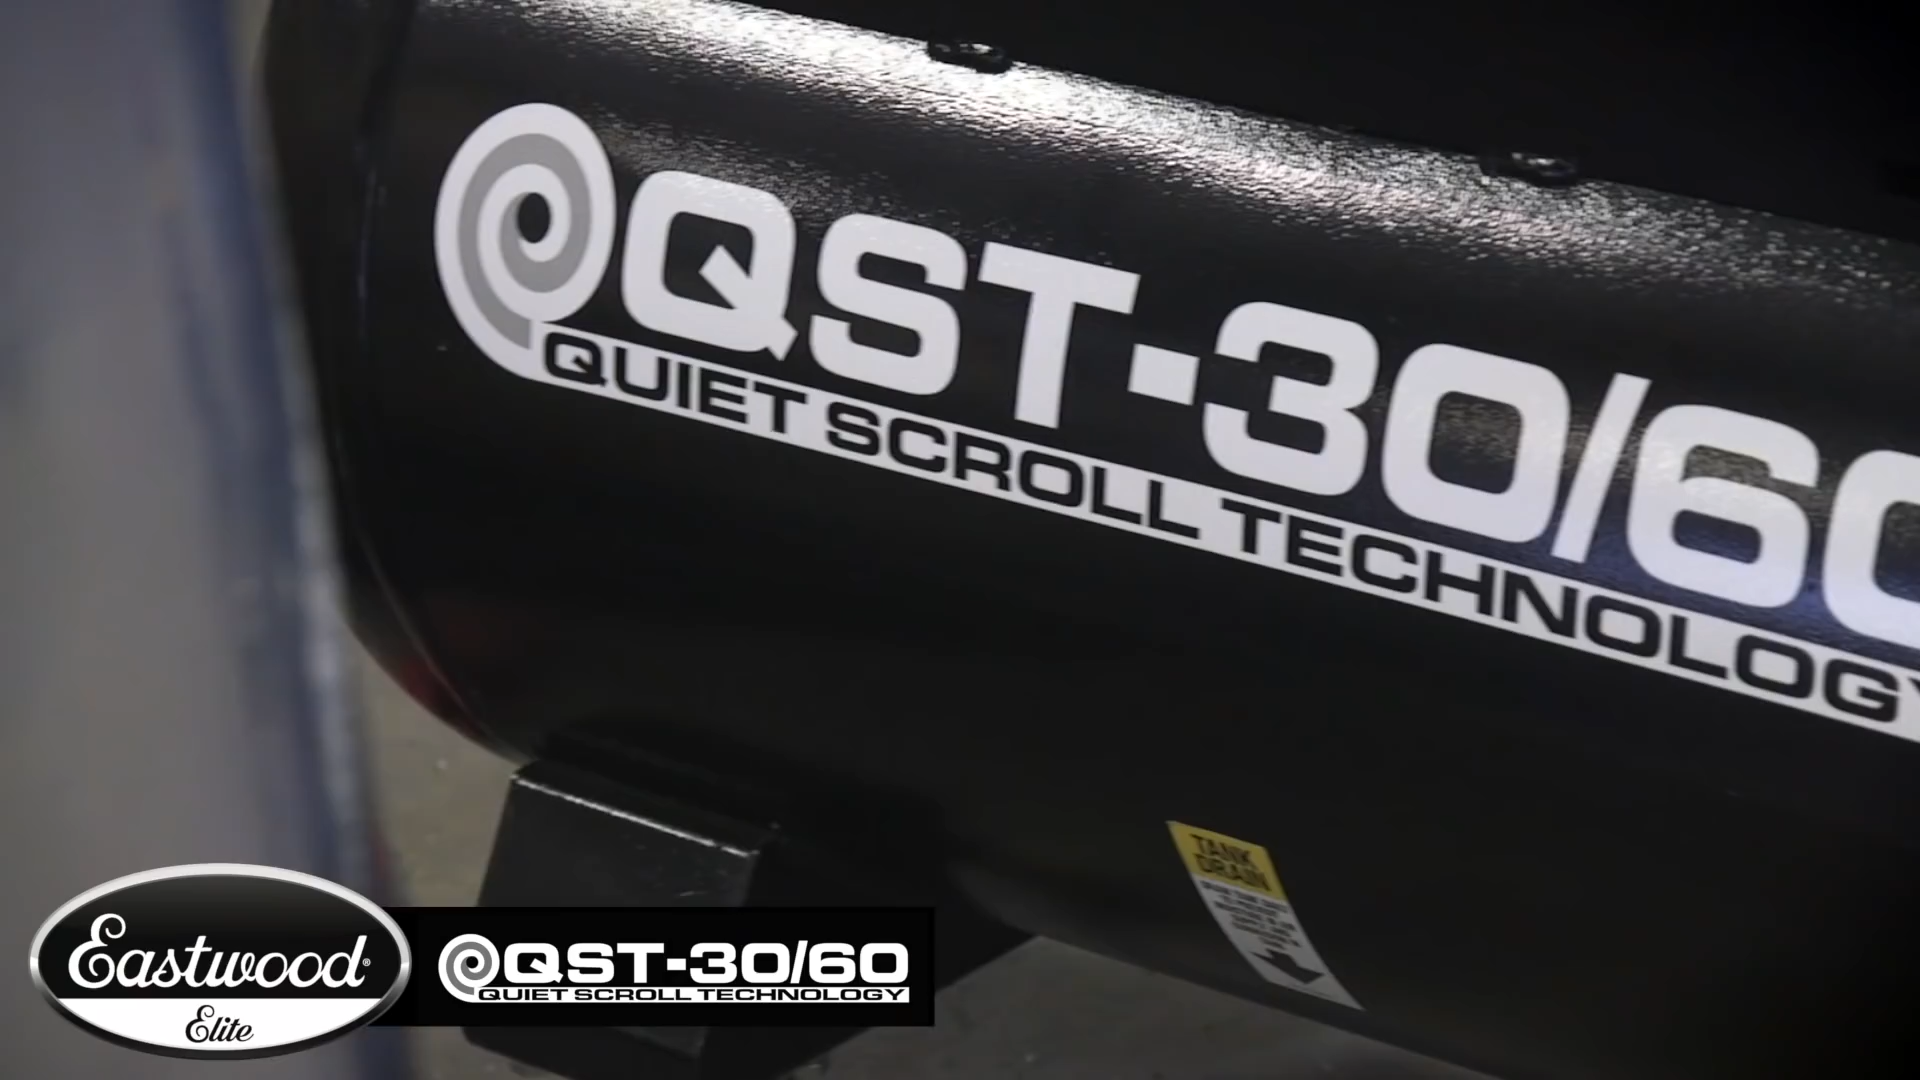 QST-30/60
QUIET SCROLL TECHNOLOGY
TANK
DRAIN
Eastwood®
Elite
QST-30/60
QUIET SCROLL TECHNOLOGY